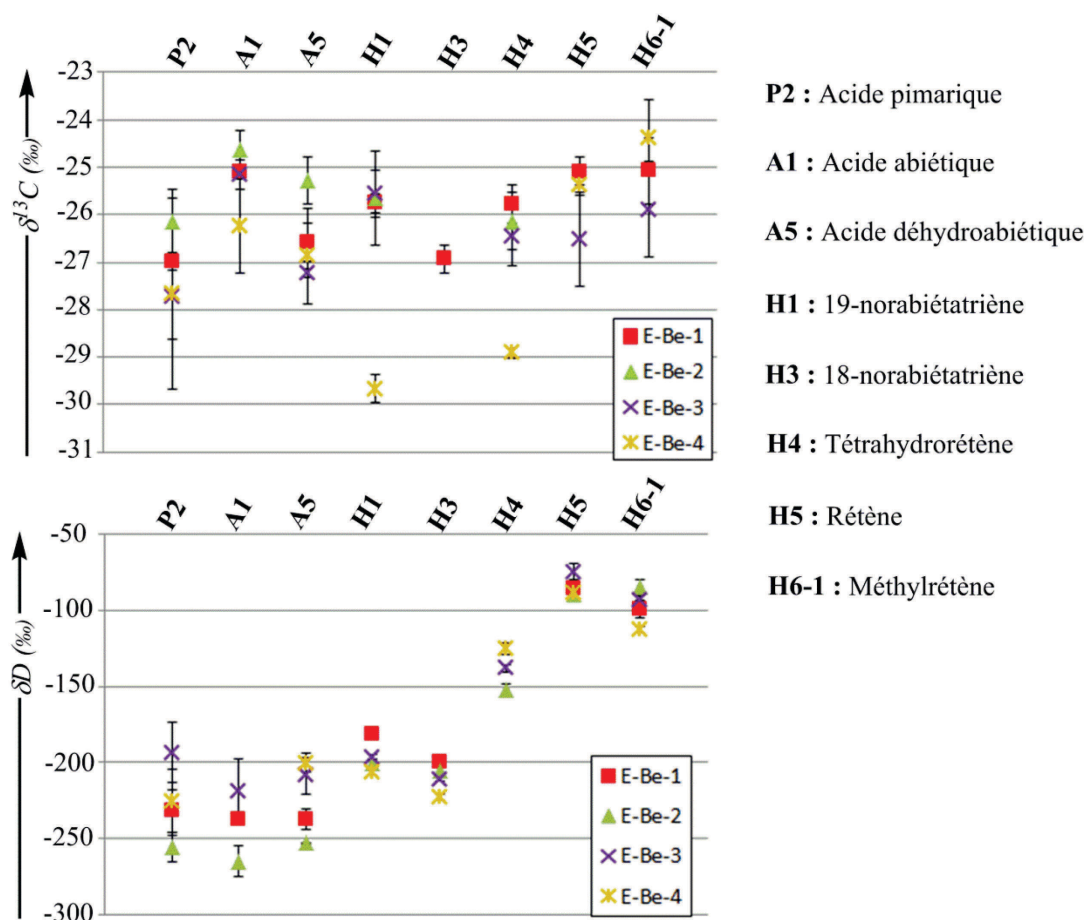 P2 A1 A5 H1 H3 H4 H5 H6-1
δ¹³C (‰)
-23
-24
-25
-26
-27
-28
-29
-30
-31
E-Be-1
E-Be-2
E-Be-3
E-Be-4
P2 : Acide pimarique
A1 : Acide abiétique
A5 : Acide déhydroabiétique
H1 : 19-norabiétatriène
H3 : 18-norabiétatriène
H4 : Tétrahydrorétène
H5 : Rétène
H6-1 : Méthylrétène
P2 A1 A5 H1 H3 H4 H5 H6-1
δD (‰)
-50
-100
-150
-200
-250
-300
E-Be-1
E-Be-2
E-Be-3
E-Be-4